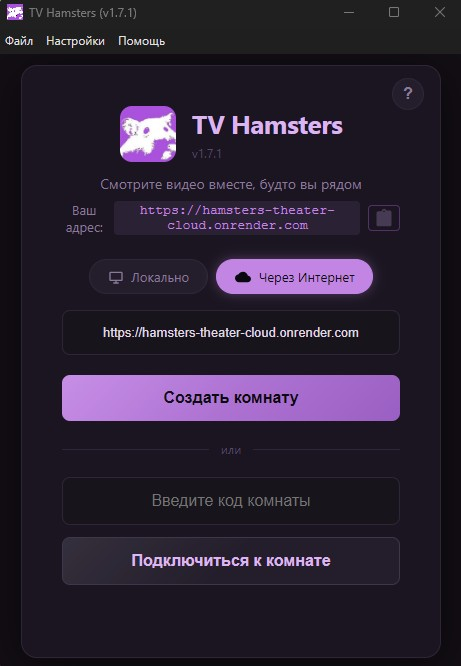 TV Hamsters (v1.7.1)
Файл Настройки Помощь
?
TV Hamsters
v1.7.1
Смотрите видео вместе, будто вы рядом
Ваш адрес:
https://hamsters-theater-
cloud.onrender.com
Локально
Через Интернет
https://hamsters-theater-cloud.onrender.com
Создать комнату
или
Введите код комнаты
Подключиться к комнате